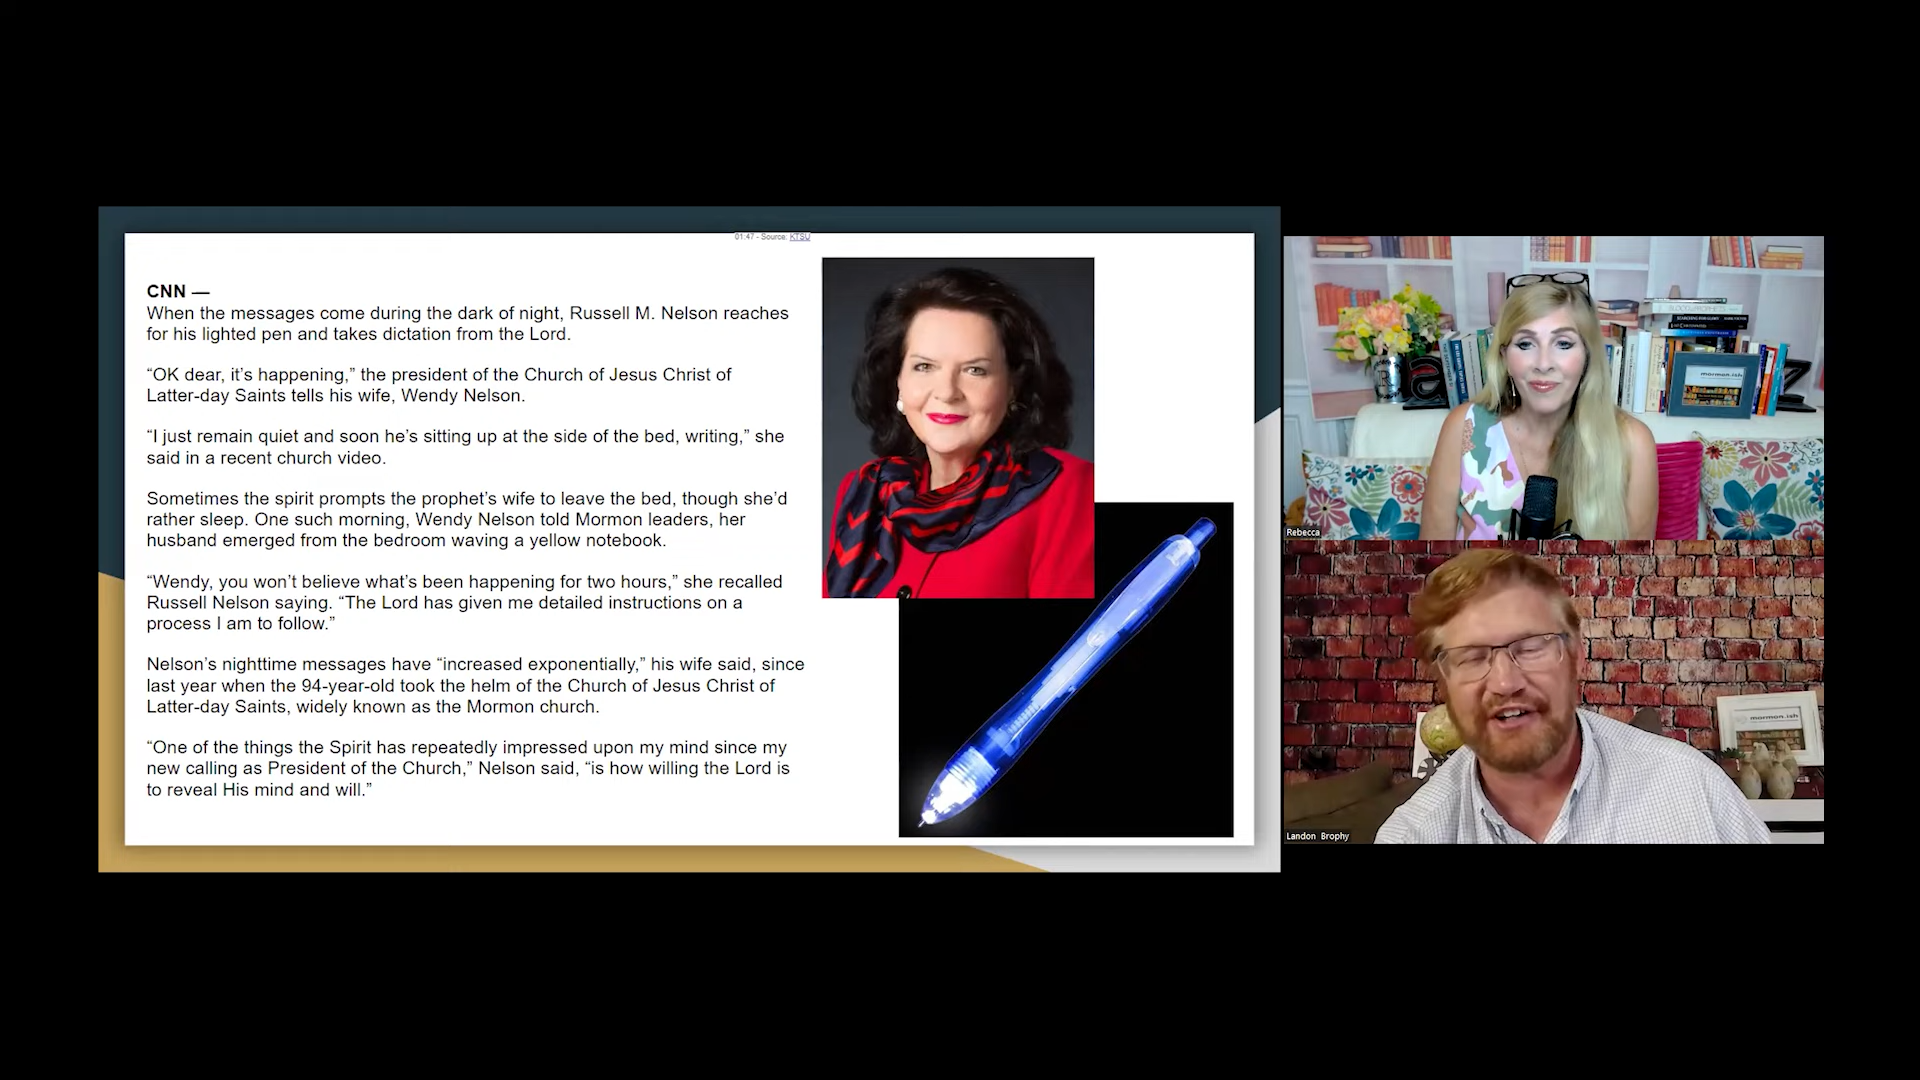 01:47 - Source: KTSU
CNN —
When the messages come during the dark of night, Russell M. Nelson reaches
for his lighted pen and takes dictation from the Lord.
“OK dear, it’s happening,” the president of the Church of Jesus Christ of
Latter-day Saints tells his wife, Wendy Nelson.
“I just remain quiet and soon he’s sitting up at the side of the bed, writing,” she
said in a recent church video.
Sometimes the spirit prompts the prophet’s wife to leave the bed, though she’d
rather sleep. One such morning, Wendy Nelson told Mormon leaders, her
husband emerged from the bedroom waving a yellow notebook.
“Wendy, you won’t believe what’s been happening for two hours,” she recalled
Russell Nelson saying. “The Lord has given me detailed instructions on a
process I am to follow.”
Nelson’s nighttime messages have “increased exponentially,” his wife said, since
last year when the 94-year-old took the helm of the Church of Jesus Christ of
Latter-day Saints, widely known as the Mormon church.
“One of the things the Spirit has repeatedly impressed upon my mind since my
new calling as President of the Church,” Nelson said, “is how willing the Lord is
to reveal His mind and will.”
mormon.ish
Rebecca
mormon.ish
Landon Brophy